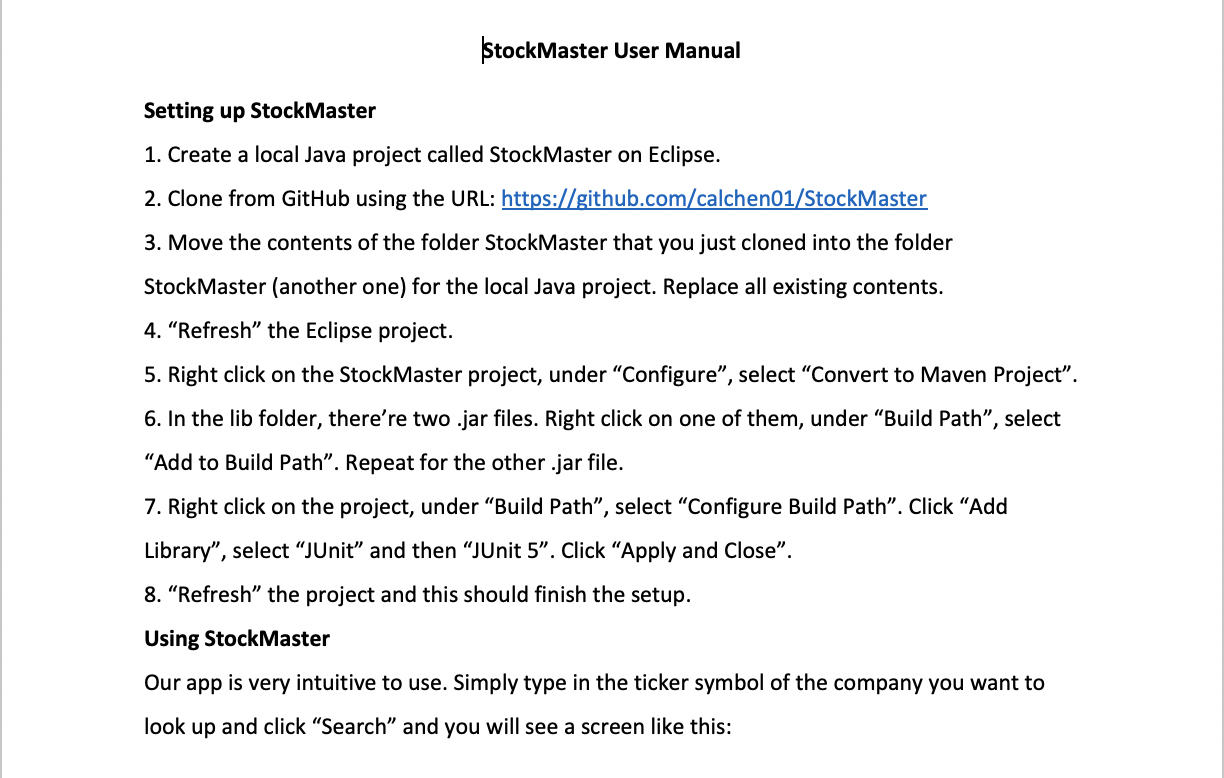 StockMaster User Manual
Setting up StockMaster
1. Create a local Java project called StockMaster on Eclipse.
2. Clone from GitHub using the URL: https://github.com/calchen01/StockMaster
3. Move the contents of the folder StockMaster that you just cloned into the folder
StockMaster (another one) for the local Java project. Replace all existing contents.
4. “Refresh” the Eclipse project.
5. Right click on the StockMaster project, under “Configure”, select “Convert to Maven Project”.
6. In the lib folder, there’re two .jar files. Right click on one of them, under “Build Path”, select
“Add to Build Path”. Repeat for the other .jar file.
7. Right click on the project, under “Build Path”, select “Configure Build Path”. Click “Add
Library”, select “JUnit” and then “JUnit 5”. Click “Apply and Close”.
8. “Refresh” the project and this should finish the setup.
Using StockMaster
Our app is very intuitive to use. Simply type in the ticker symbol of the company you want to
look up and click “Search” and you will see a screen like this: